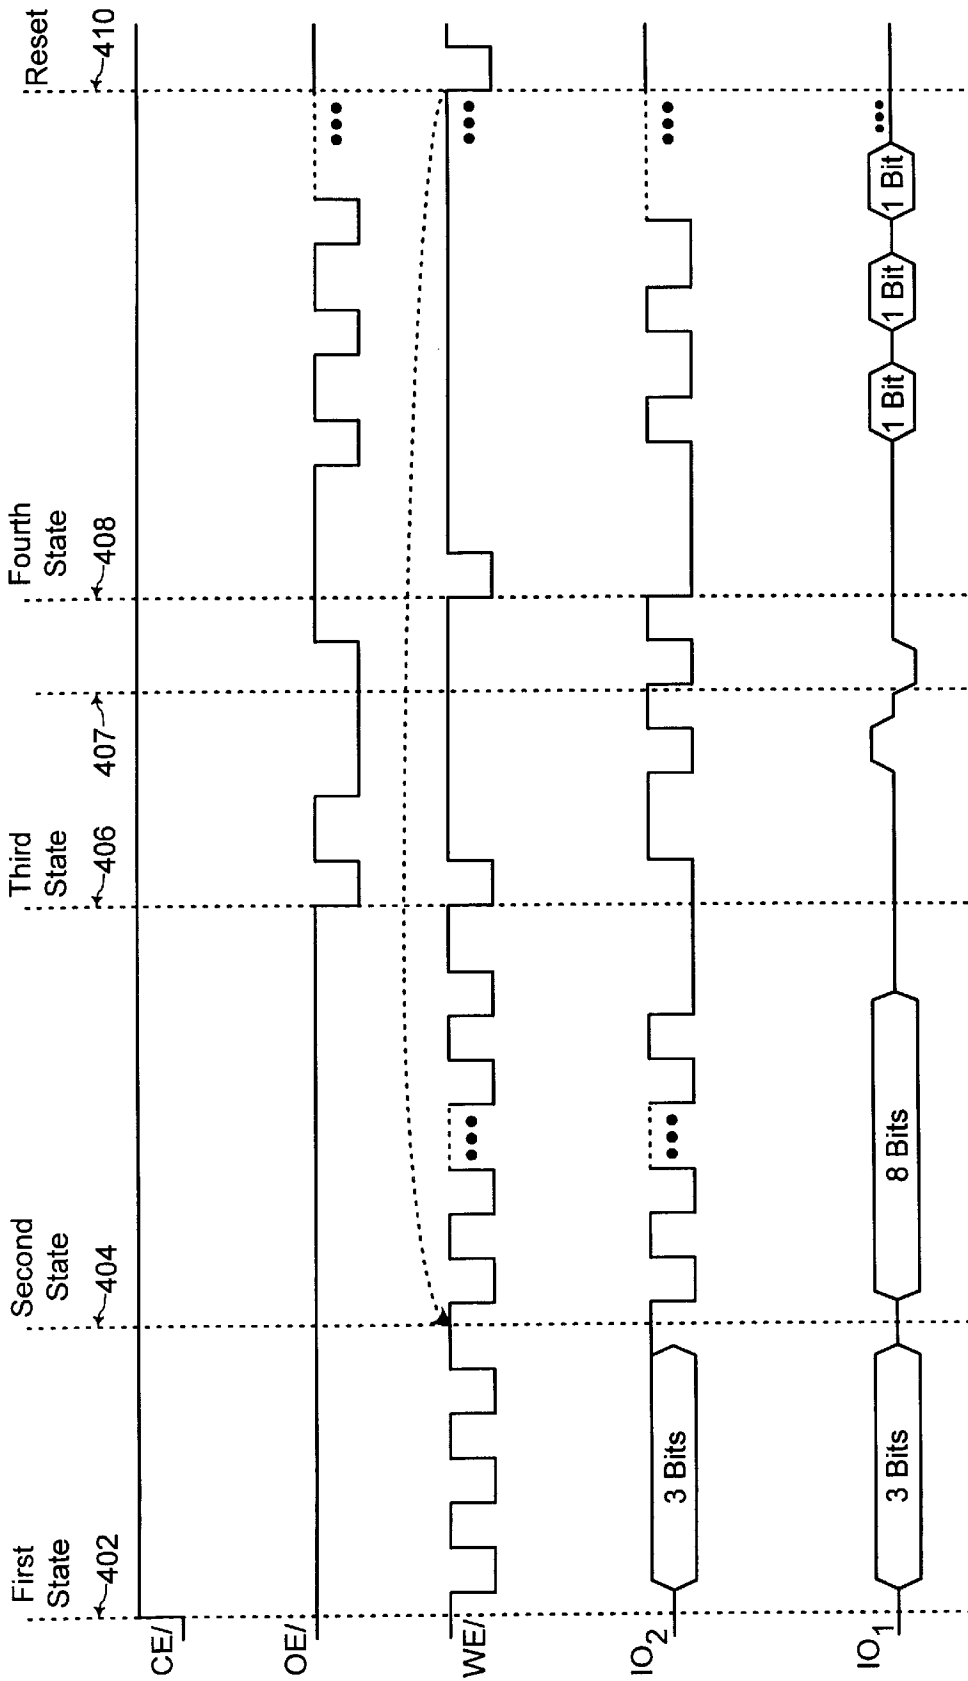 First
State
402
Second
State
404
Third
State
406
407
Fourth
State
408
Reset
410
CE/
OE/
•••
WE/
•••
•••
IO2
3 Bits
•••
•••
IO1
3 Bits
8 Bits
1 Bit
1 Bit
1 Bit
•••